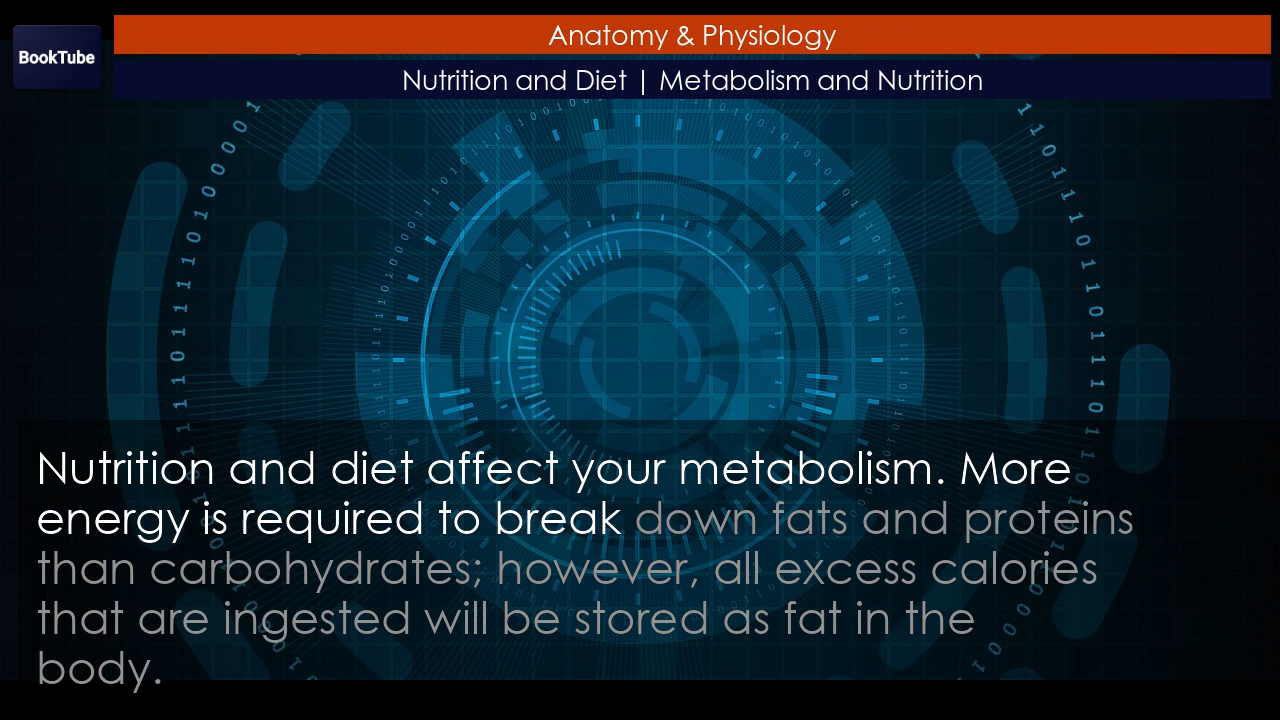 BookTube
Anatomy & Physiology
Nutrition and Diet | Metabolism and Nutrition
Nutrition and diet affect your metabolism. More
energy is required to break down fats and proteins
than carbohydrates; however, all excess calories
that are ingested will be stored as fat in the
body.